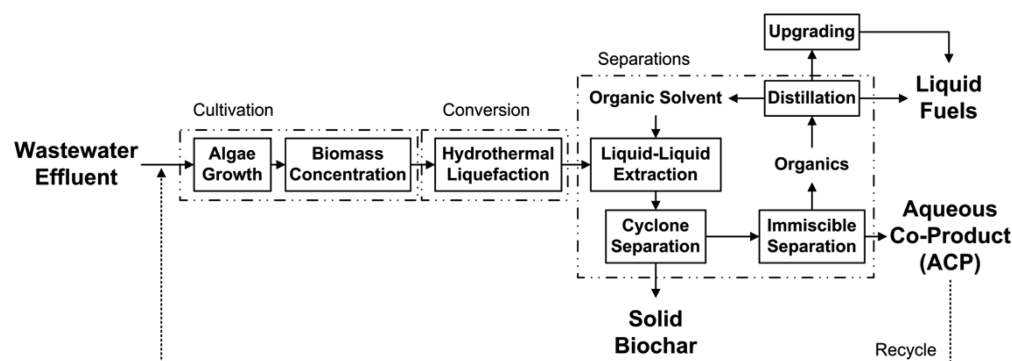 Upgrading
Separations
Liquid
Fuels
Organic Solvent
Distillation
Cultivation
Conversion
Wastewater
Effluent
Algae
Growth
Biomass
Concentration
Hydrothermal
Liquefaction
Liquid-Liquid
Extraction
Organics
Cyclone
Separation
Immiscible
Separation
Aqueous
Co-Product
(ACP)
Solid
Biochar
Recycle